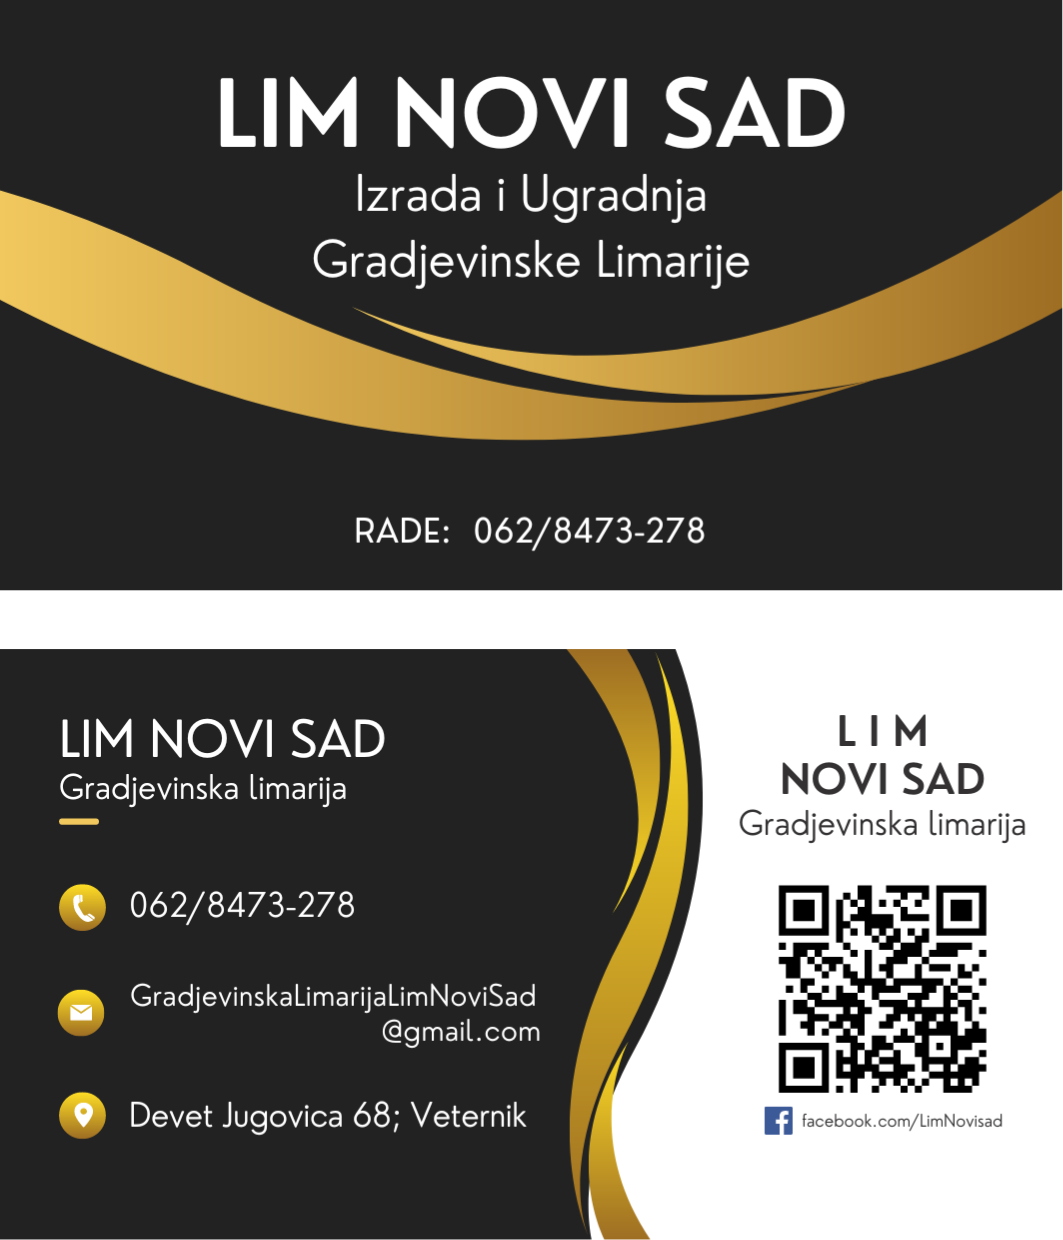 LIM NOVI SAD
Izrada i Ugradnja
Gradjevinske Limarije
RADE: 062/8473-278
LIM NOVI SAD
Gradjevinska limarija
062/8473-278
GradjevinskaLimarijaLimNoviSad
@gmail.com
Devet Jugovica 68; Veternik
LIM
NOVI SAD
Gradjevinska limarija
facebook.com/LimNovisad